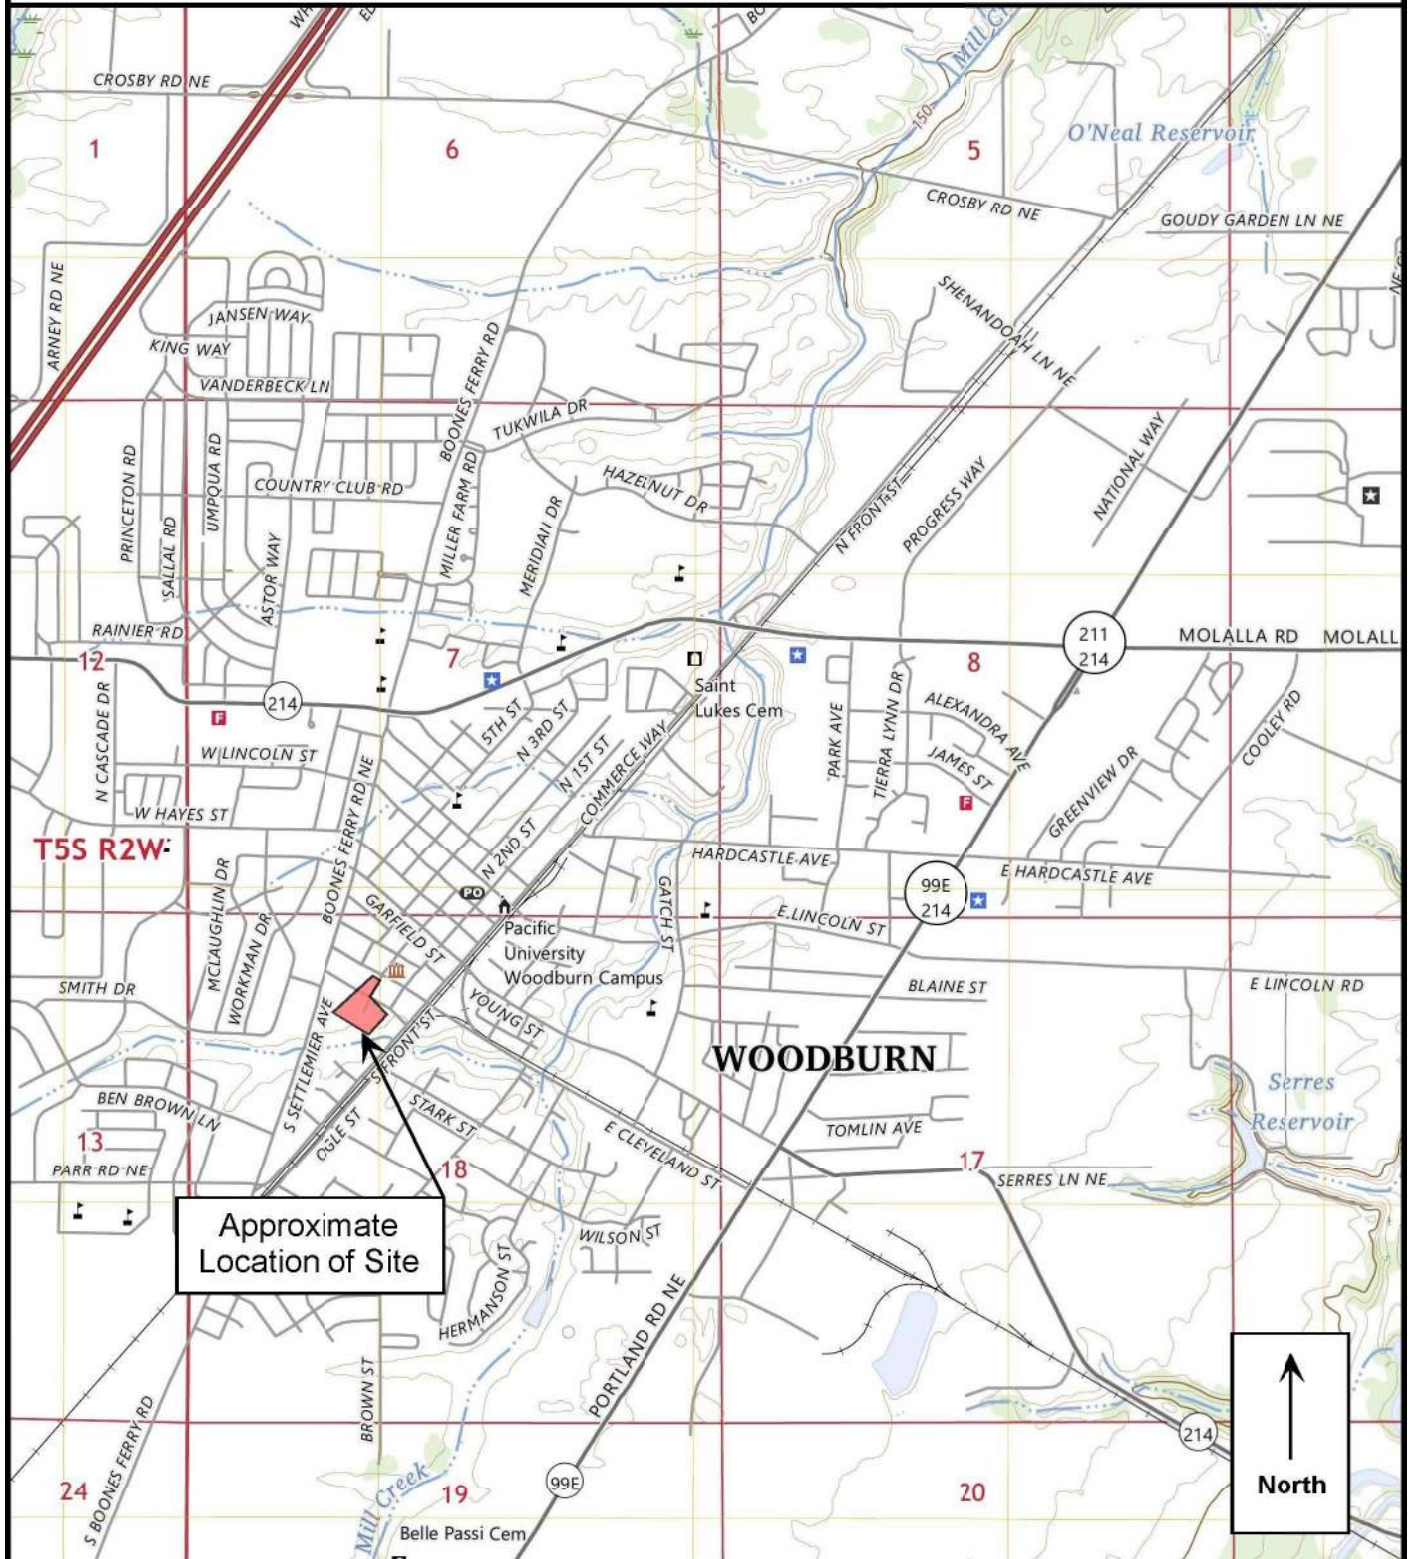 CROSBY RD NE
1
6
5
150
O'Neal Reservoir
CROSBY RD NE
GOUDY GARDEN LN NE
ARNEY RD NE
JANSEN WAY
KING WAY
VANDERBECK LN
BOONES FERRY RD
SHENANDOAH LN NE
TUKWILA DR
PRINCETON RD
UMPQUA RD
SALLAL RD
COUNTRY CLUB RD
ASTOR WAY
MILLER FARM RD
MERIDIAII DR
HAZELNUT DR
N FRONT ST
PROGRESS WAY
NATIONAL WAY
RAINIER RD
12
7
8
211
214
MOLALLA RD
MOLALL
214
F
N CASCADE DR
W LINCOLN ST
W HAYES ST
T5S R2W
5TH ST
N 3RD ST
N 1ST ST
N 2ND ST
COMMERCE WAY
Saint
Lukes Cem
PARK AVE
TIERRA LYNN DR
ALEXANDRA AVE
JAMES ST
F
GREENVIEW DR
COOLEY RD
BOONES FERRY RD NE
MCLAUGHLIN DR
WORKMAN DR
GARFIELD ST
PO
HARDCASTLE AVE
E HARDCASTLE AVE
99E
214
GATCH ST
E LINCOLN ST
Pacific
University
Woodburn Campus
SMITH DR
BLAINE ST
E LINCOLN RD
S SETTLEMIER AVE
S FRONT ST
YOUNG ST
WOODBURN
Serres
Reservoir
BEN BROWN LN
13
OGLE ST
STARK ST
E CLEVELAND ST
TOMLIN AVE
PARR RD NE
18
17
SERRES LN NE
Approximate
Location of Site
WILSON ST
HERMANSON ST
PORTLAND RD NE
BROWN ST
S BOONES FERRY RD
214
North
24
Mill Creek
19
99E
20
Belle Passi Cem